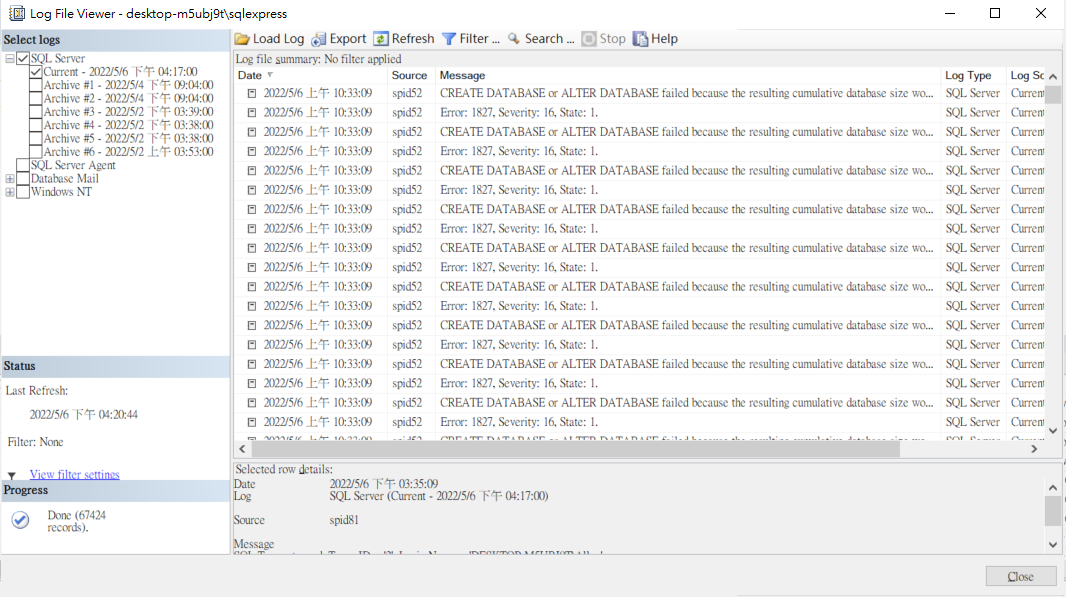 Log File Viewer - desktop-m5ubj9t\sqlexpress
Select logs
SQL Server
Current - 2022/5/6 下午 04:17:00
Archive #1 - 2022/5/4 下午 09:04:00
Archive #2 - 2022/5/4 下午 09:04:00
Archive #3 - 2022/5/2 下午 03:39:00
Archive #4 - 2022/5/2 下午 03:38:00
Archive #5 - 2022/5/2 下午 03:38:00
Archive #6 - 2022/5/2 上午 03:53:00
SQL Server Agent
Database Mail
Windows NT
Status
Last Refresh:
2022/5/6 下午 04:20:44
Filter: None
View filter settings
Progress
Done (67424
records).
Load Log Export Refresh Filter ... Search ... Stop Help
Log file summary: No filter applied
Date Source Message Log Type Log So
2022/5/6 上午 10:33:09 spid52 CREATE DATABASE or ALTER DATABASE failed because the resulting cumulative database size wo... SQL Server Current
2022/5/6 上午 10:33:09 spid52 Error: 1827, Severity: 16, State: 1. SQL Server Current
2022/5/6 上午 10:33:09 spid52 CREATE DATABASE or ALTER DATABASE failed because the resulting cumulative database size wo... SQL Server Current
2022/5/6 上午 10:33:09 spid52 Error: 1827, Severity: 16, State: 1. SQL Server Current
2022/5/6 上午 10:33:09 spid52 CREATE DATABASE or ALTER DATABASE failed because the resulting cumulative database size wo... SQL Server Current
2022/5/6 上午 10:33:09 spid52 Error: 1827, Severity: 16, State: 1. SQL Server Current
2022/5/6 上午 10:33:09 spid52 CREATE DATABASE or ALTER DATABASE failed because the resulting cumulative database size wo... SQL Server Current
2022/5/6 上午 10:33:09 spid52 Error: 1827, Severity: 16, State: 1. SQL Server Current
2022/5/6 上午 10:33:09 spid52 CREATE DATABASE or ALTER DATABASE failed because the resulting cumulative database size wo... SQL Server Current
2022/5/6 上午 10:33:09 spid52 Error: 1827, Severity: 16, State: 1. SQL Server Current
2022/5/6 上午 10:33:09 spid52 CREATE DATABASE or ALTER DATABASE failed because the resulting cumulative database size wo... SQL Server Current
2022/5/6 上午 10:33:09 spid52 Error: 1827, Severity: 16, State: 1. SQL Server Current
2022/5/6 上午 10:33:09 spid52 CREATE DATABASE or ALTER DATABASE failed because the resulting cumulative database size wo... SQL Server Current
2022/5/6 上午 10:33:09 spid52 Error: 1827, Severity: 16, State: 1. SQL Server Current
2022/5/6 上午 10:33:09 spid52 CREATE DATABASE or ALTER DATABASE failed because the resulting cumulative database size wo... SQL Server Current
2022/5/6 上午 10:33:09 spid52 Error: 1827, Severity: 16, State: 1. SQL Server Current
2022/5/6 上午 10:33:09 spid52 CREATE DATABASE or ALTER DATABASE failed because the resulting cumulative database size wo... SQL Server Current
2022/5/6 上午 10:33:09 spid52 Error: 1827, Severity: 16, State: 1. SQL Server Current
Selected row details:
Date 2022/5/6 下午 03:35:09
Log SQL Server (Current - 2022/5/6 下午 04:17:00)
Source spid81
Message
Close